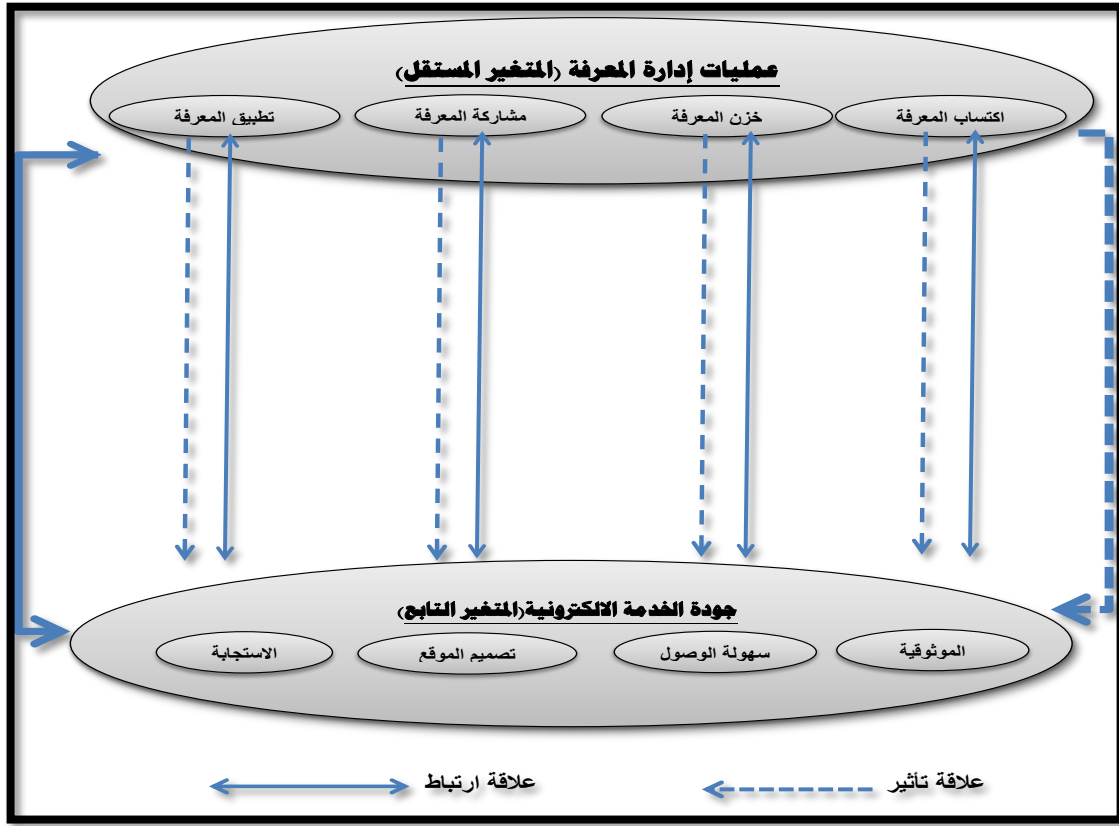 عمليات إدارة المعرفة (المتغير المستقل)
اكتساب المعرفة
خزن المعرفة
مشاركة المعرفة
تطبيق المعرفة
جودة الخدمة الالكترونية(المتغير التابع)
الموثوقية
سهولة الوصول
تصميم الموقع
الاستجابة
علاقة تأثير
علاقة ارتباط